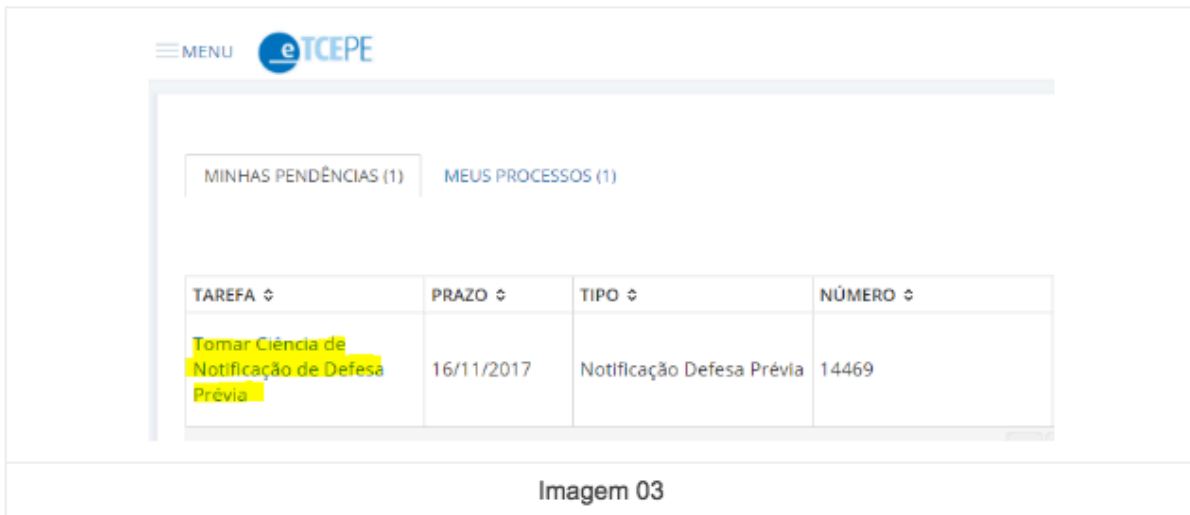 MENU e TCEPE
MINHAS PENDÊNCIAS (1) MEUS PROCESSOS (1)
TAREFA PRAZO TIPO NÚMERO
Tomar Ciência de
Notificação de Defesa 16/11/2017 Notificação Defesa Prévia 14469
Prévia
Imagem 03